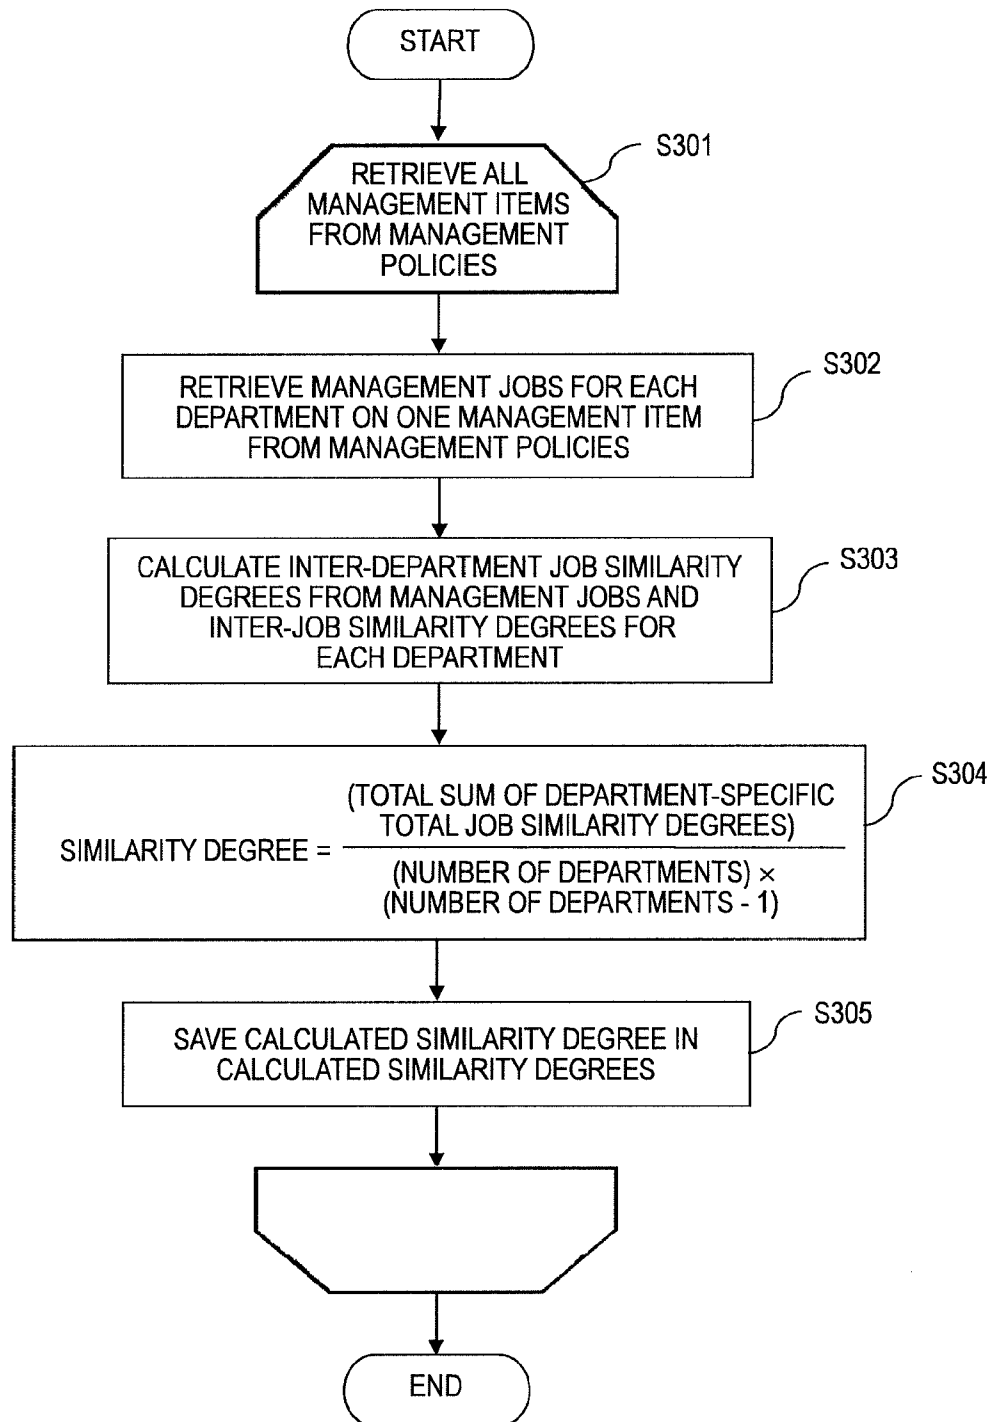 START
S301
RETRIEVE ALL
MANAGEMENT ITEMS
FROM MANAGEMENT
POLICIES
S302
RETRIEVE MANAGEMENT JOBS FOR EACH
DEPARTMENT ON ONE MANAGEMENT ITEM
FROM MANAGEMENT POLICIES
S303
CALCULATE INTER-DEPARTMENT JOB SIMILARITY
DEGREES FROM MANAGEMENT JOBS AND
INTER-JOB SIMILARITY DEGREES FOR
EACH DEPARTMENT
S304
(TOTAL SUM OF DEPARTMENT-SPECIFIC
TOTAL JOB SIMILARITY DEGREES)
SIMILARITY DEGREE =
(NUMBER OF DEPARTMENTS) ×
(NUMBER OF DEPARTMENTS - 1)
S305
SAVE CALCULATED SIMILARITY DEGREE IN
CALCULATED SIMILARITY DEGREES
END